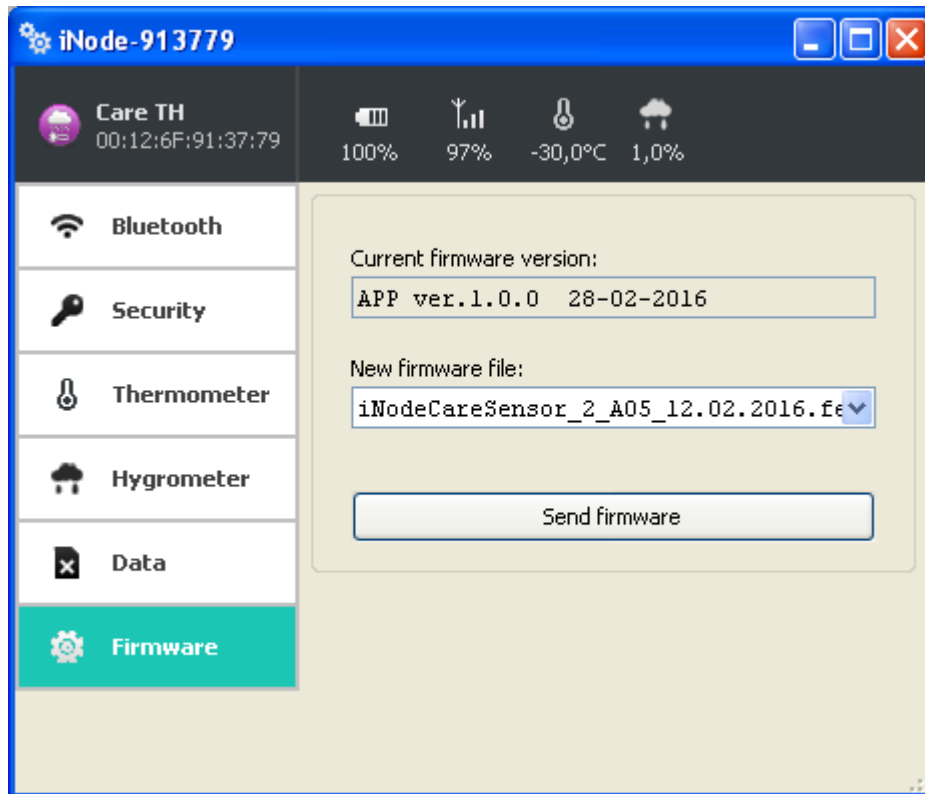 iNode-913779
Care TH
00:12:6F:91:37:79
100% 97% -30,0°C 1,0%
Bluetooth
Security
Thermometer
Hygrometer
Data
Firmware
Current firmware version:
APP ver.1.0.0 28-02-2016
New firmware file:
iNodeCareSensor_2_A05_12.02.2016.fe
Send firmware